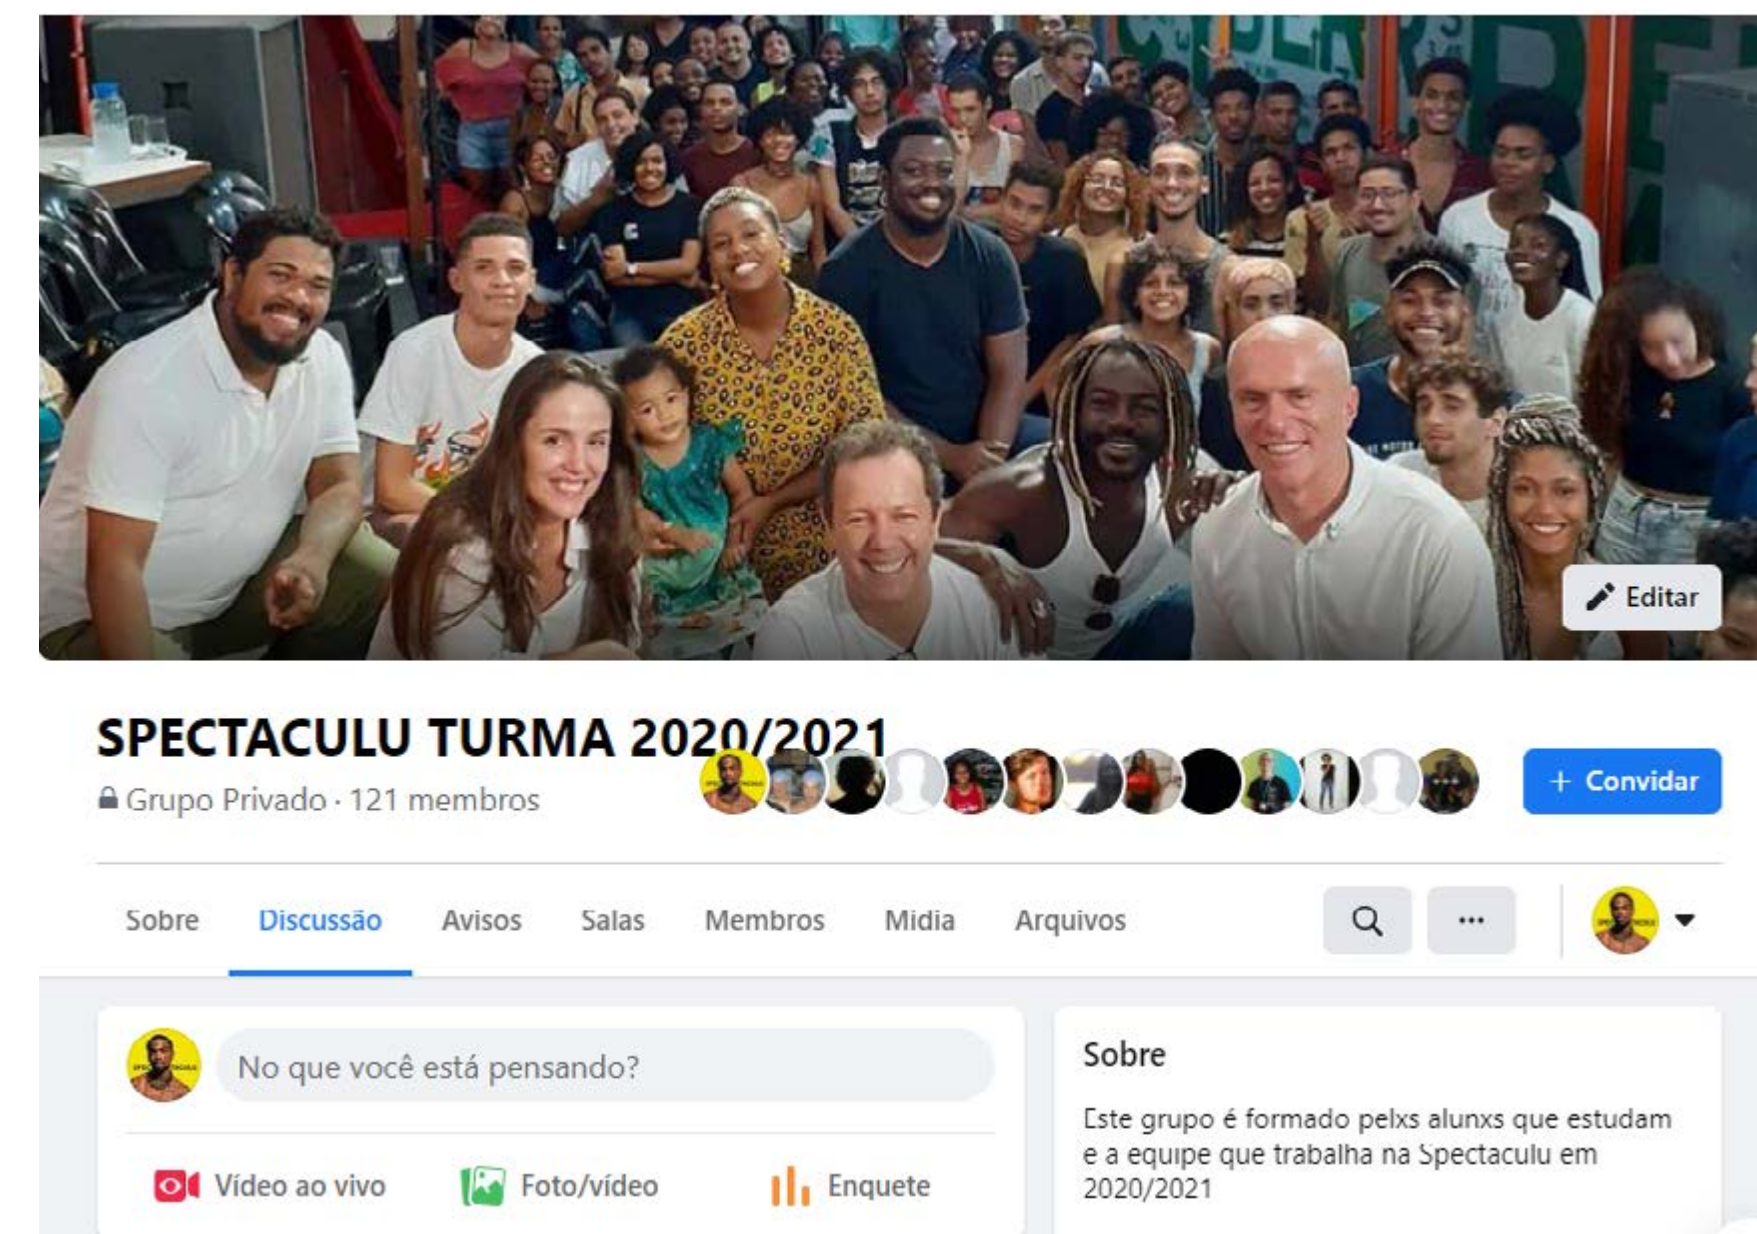 Editar
SPECTACULU TURMA 2020/2021
Grupo Privado · 121 membros
+ Convidar
Sobre
Discussão
Avisos
Salas
Membros
Mídia
Arquivos
No que você está pensando?
Vídeo ao vivo
Foto/vídeo
Enquete
Sobre
Este grupo é formado pelxs alunxs que estudam
e a equipe que trabalha na Spectaculu em
2020/2021